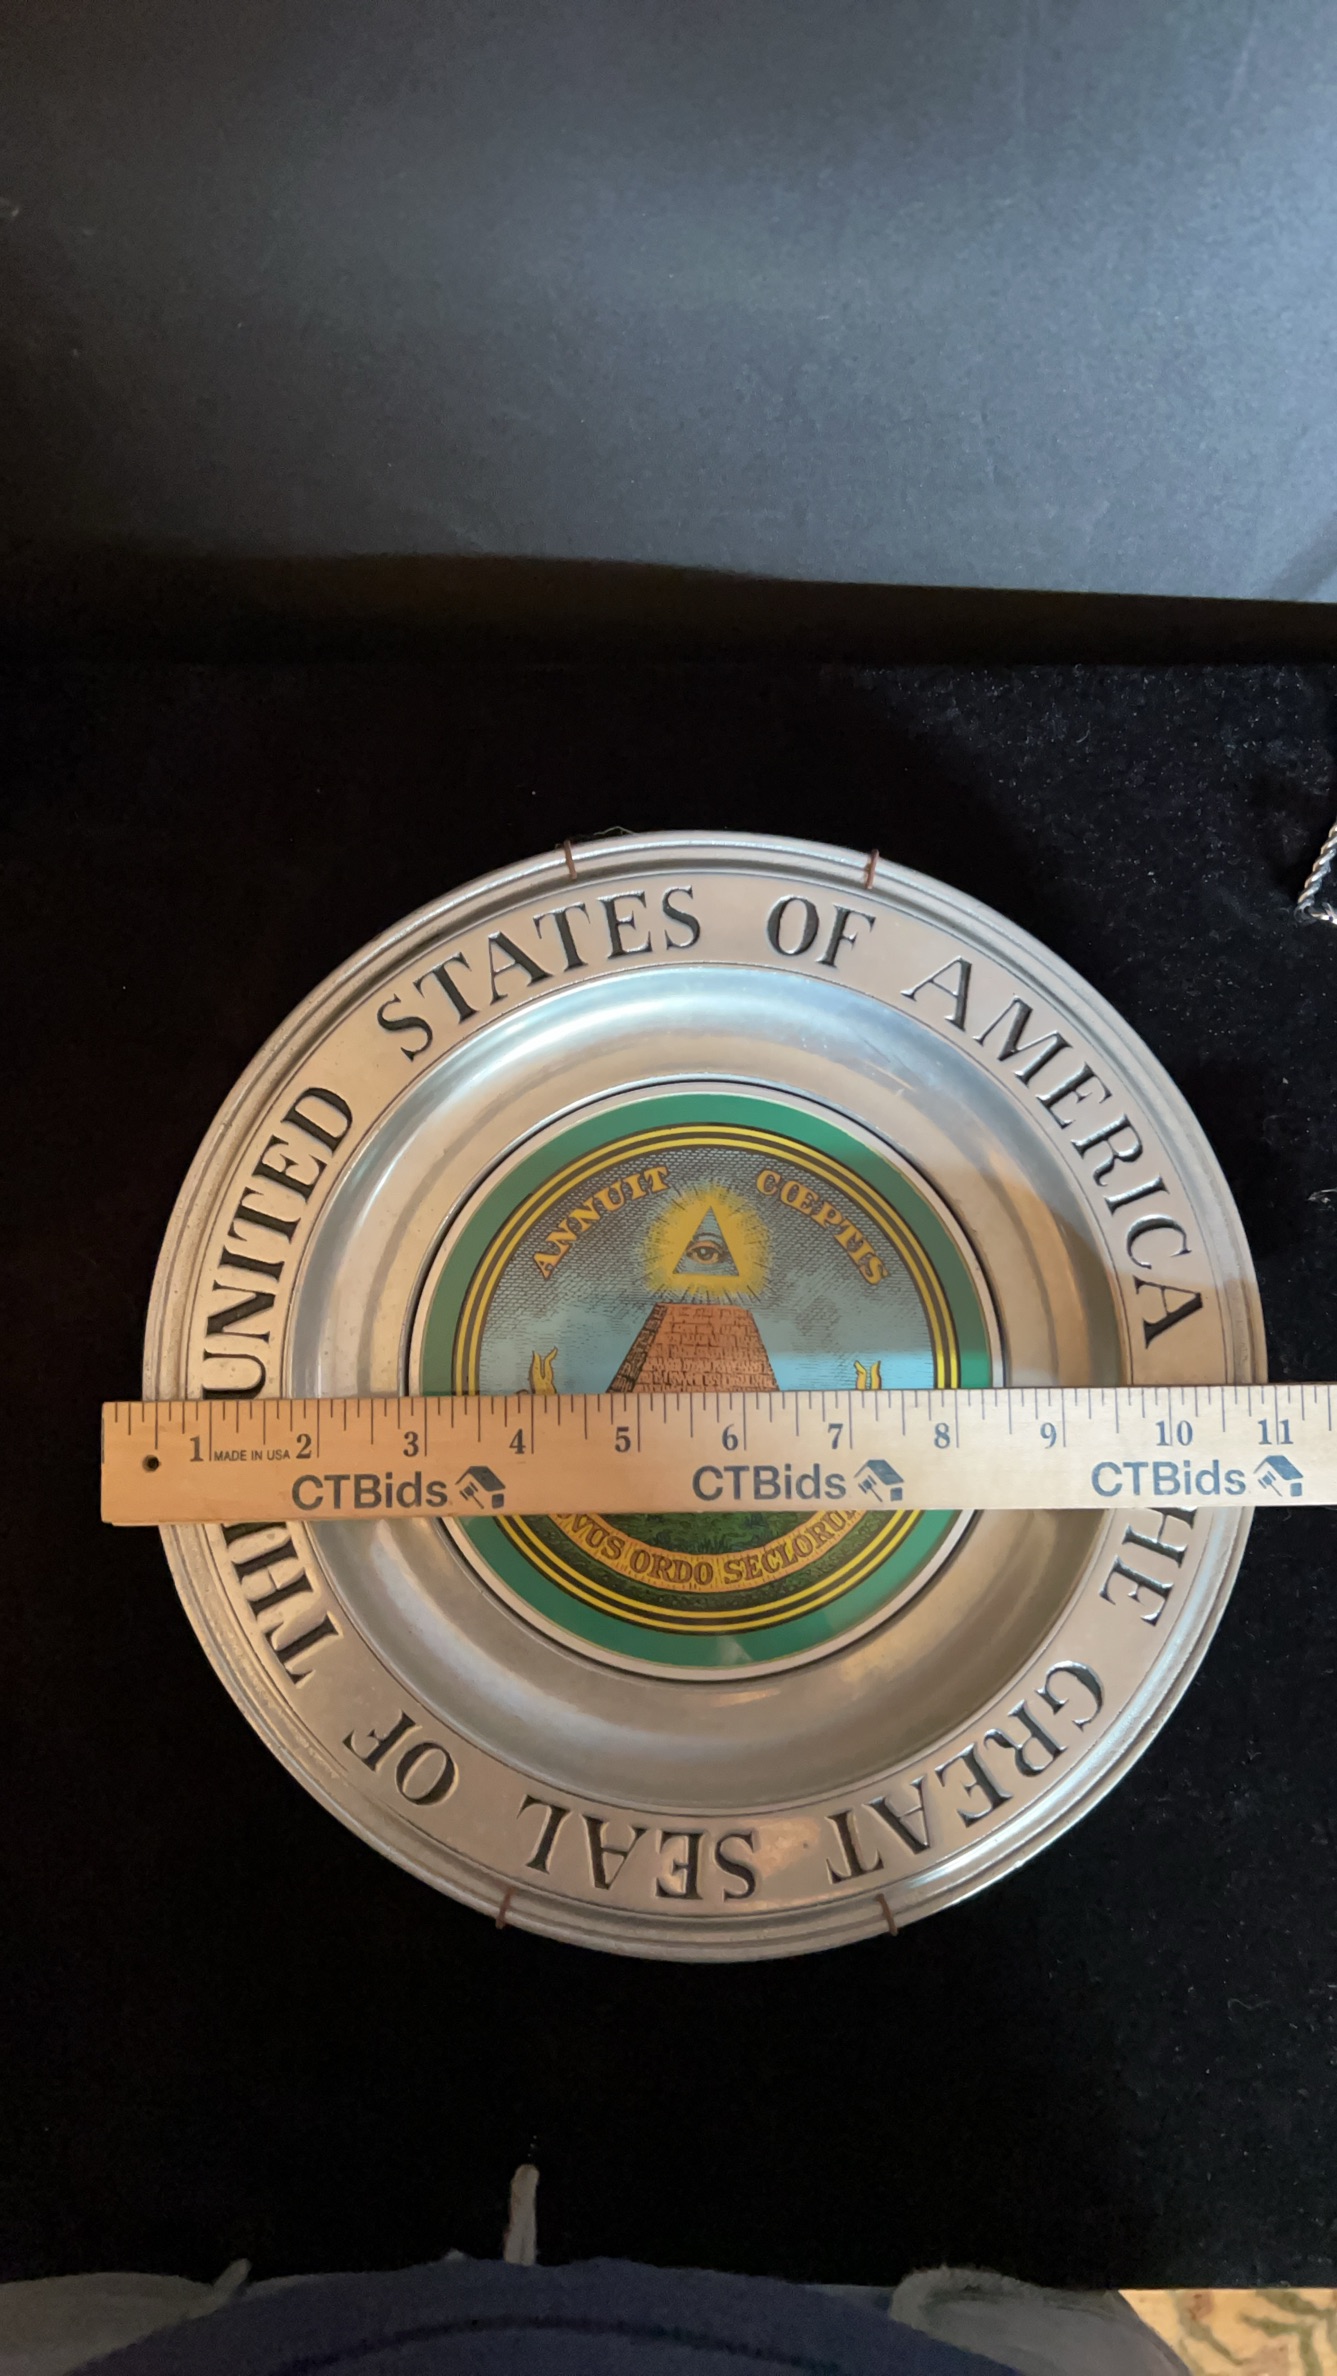 THE GREAT SEAL OF THE UNITED STATES OF AMERICA
ANNUIT CŒPTIS
1 MADE IN USA 2 3 4 5 6 7 8 9 10 11
CTBids CTBids CTBids
NOVUS ORDO SECLORUM